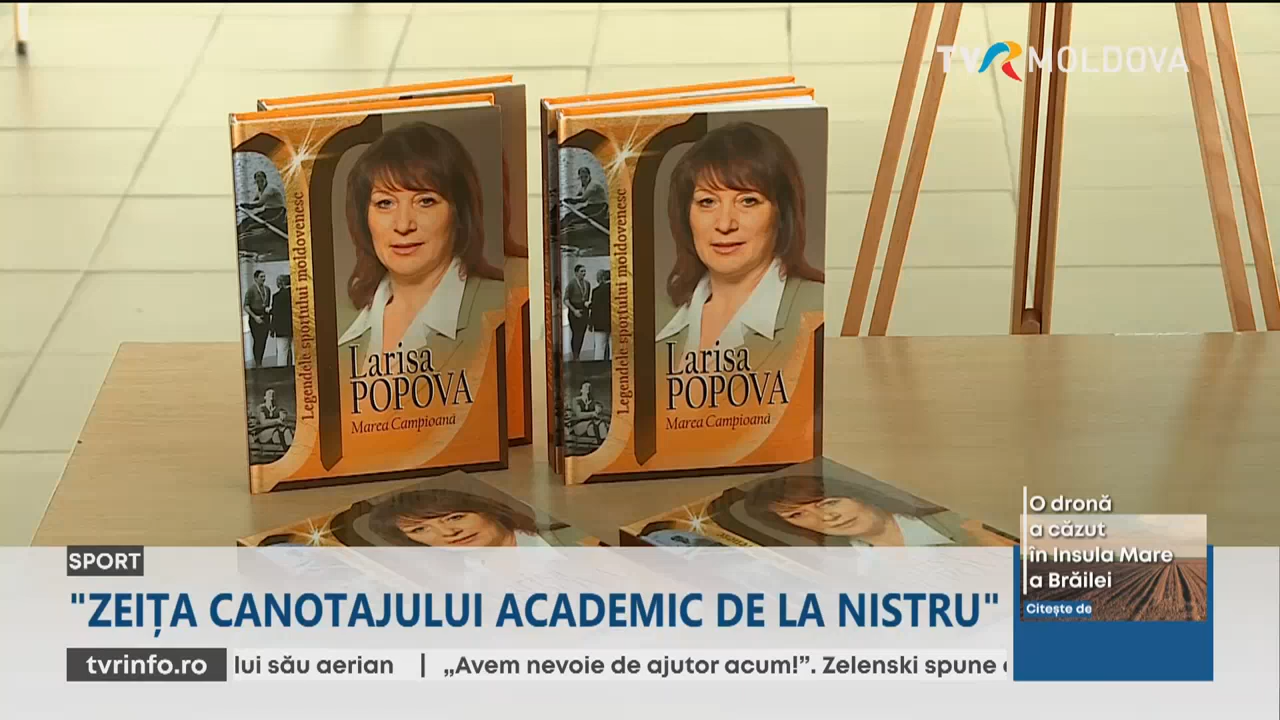 TVR MOLDOVA
Legendele sportului moldovenesc
Larisa
POPOVA
Marea Campioană
Legendele sportului moldovenesc
Larisa
POPOVA
Marea Campioană
O dronă
a căzut
în Insula Mare
a Brăilei
Citește de
SPORT
"ZEIȚA CANOTAJULUI ACADEMIC DE LA NISTRU"
tvrinfo.ro
lui său aerian | „Avem nevoie de ajutor acum!”. Zelenski spune